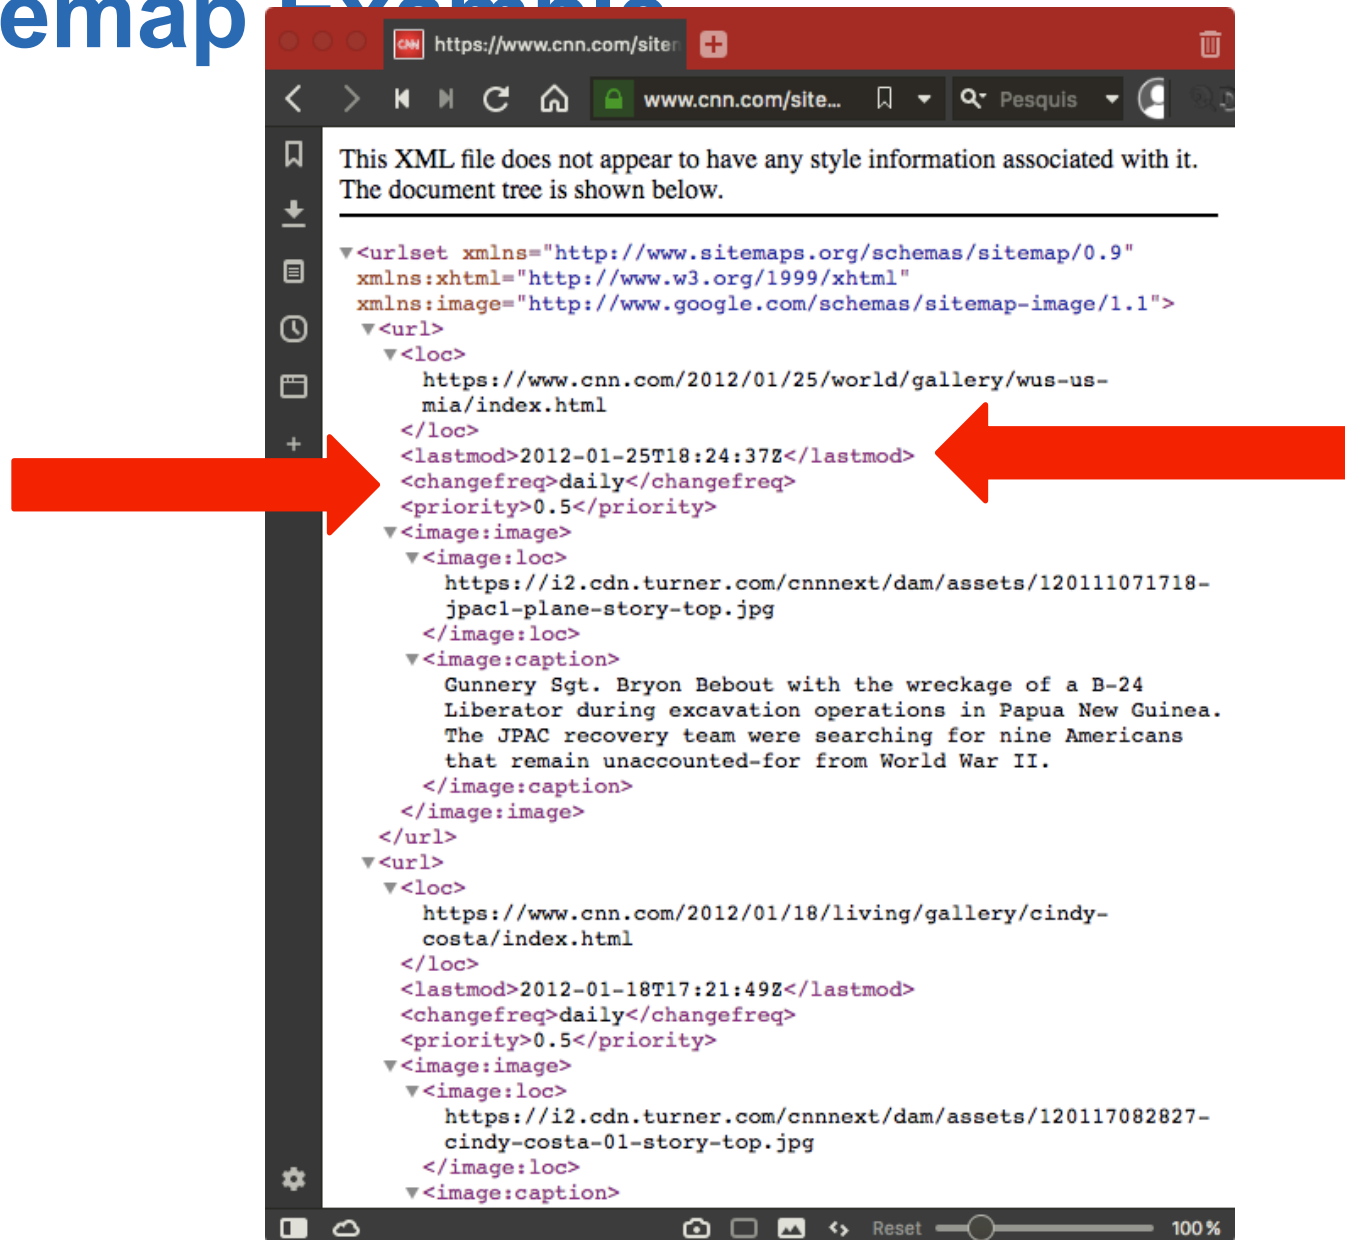 emap Example
CNN https://www.cnn.com/siten
www.cnn.com/site... Pesquis
This XML file does not appear to have any style information associated with it.
The document tree is shown below.
▼<urlset xmlns="http://www.sitemaps.org/schemas/sitemap/0.9"
xmlns:xhtml="http://www.w3.org/1999/xhtml"
xmlns:image="http://www.google.com/schemas/sitemap-image/1.1">
▼<url>
▼<loc>
https://www.cnn.com/2012/01/25/world/gallery/wus-us-
mia/index.html
</loc>
<lastmod>2012-01-25T18:24:37Z</lastmod>
<changefreq>daily</changefreq>
<priority>0.5</priority>
▼<image:image>
▼<image:loc>
https://i2.cdn.turner.com/cnnnext/dam/assets/120111071718-
jpac1-plane-story-top.jpg
</image:loc>
▼<image:caption>
Gunnery Sgt. Bryon Bebout with the wreckage of a B-24
Liberator during excavation operations in Papua New Guinea.
The JPAC recovery team were searching for nine Americans
that remain unaccounted-for from World War II.
</image:caption>
</image:image>
</url>
▼<url>
▼<loc>
https://www.cnn.com/2012/01/18/living/gallery/cindy-
costa/index.html
</loc>
<lastmod>2012-01-18T17:21:49Z</lastmod>
<changefreq>daily</changefreq>
<priority>0.5</priority>
▼<image:image>
▼<image:loc>
https://i2.cdn.turner.com/cnnnext/dam/assets/120117082827-
cindy-costa-01-story-top.jpg
</image:loc>
▼<image:caption>
Reset 100 %